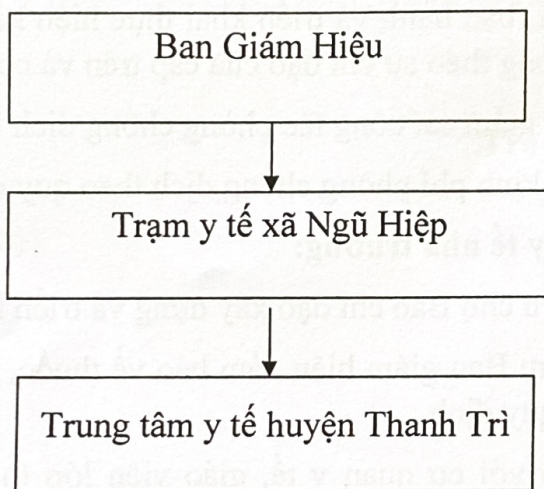 Ban Giám Hiệu
Trạm y tế xã Ngũ Hiệp
Trung tâm y tế huyện Thanh Trì